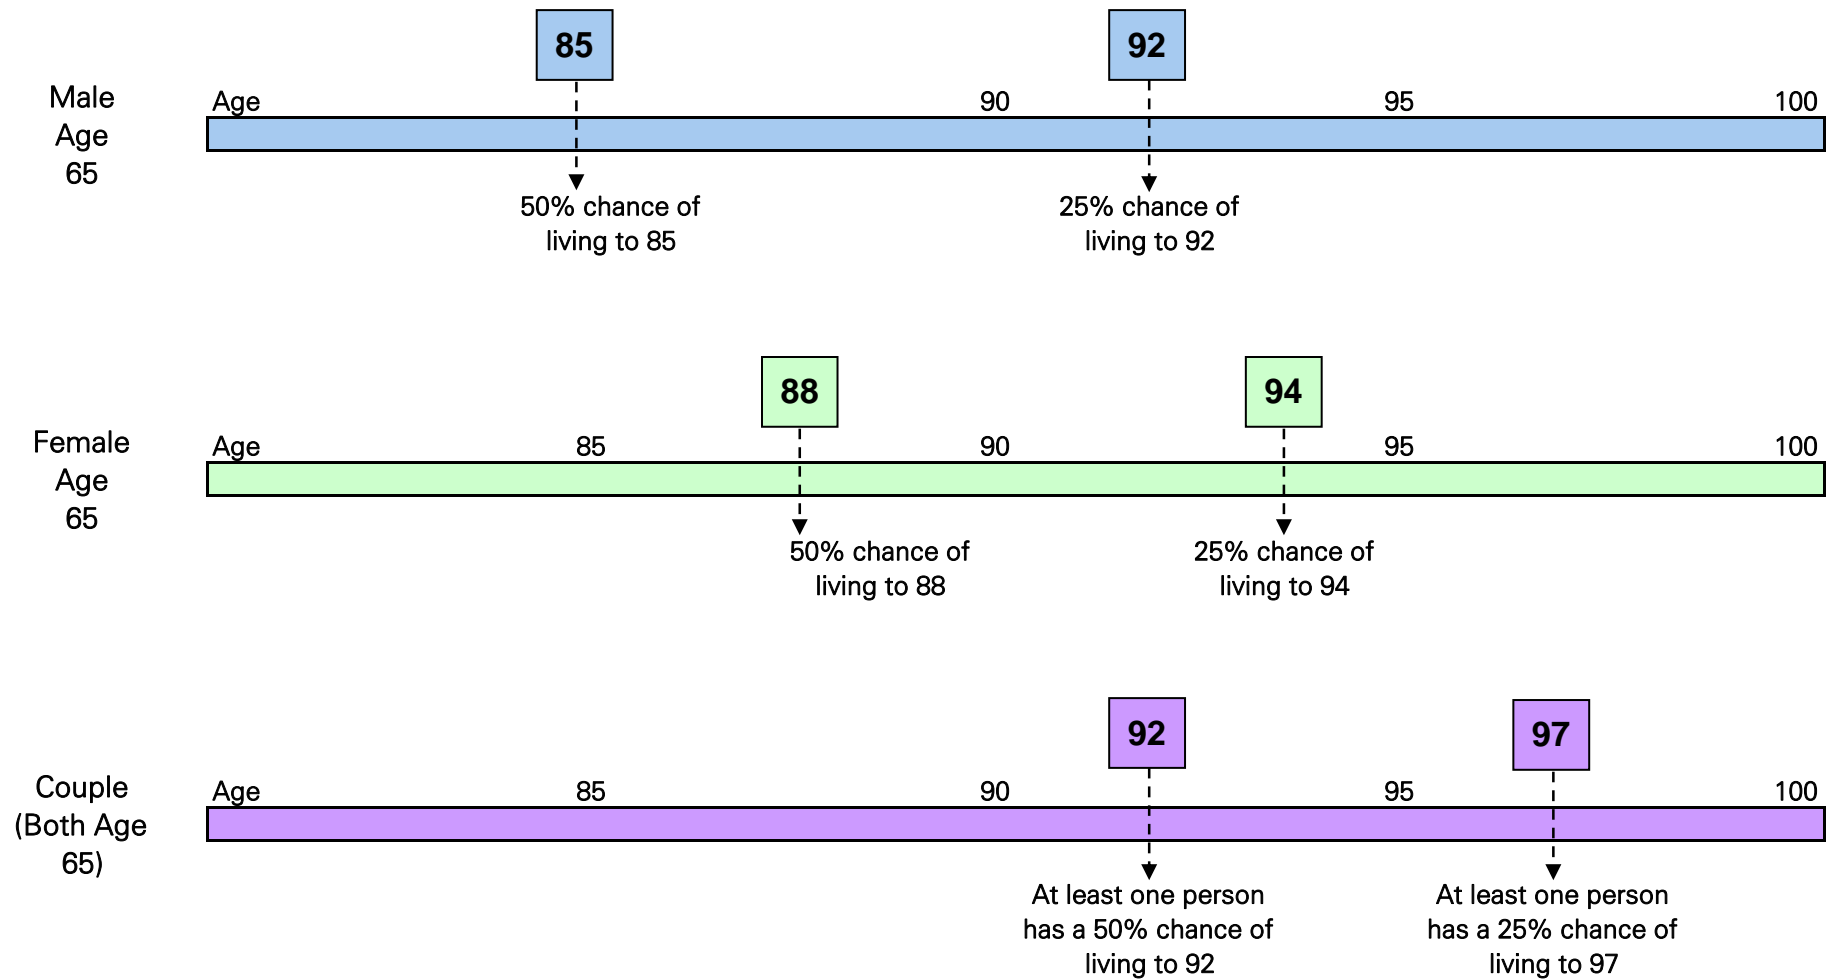 85
92
Male
Age
65
Age
90
95
100
50% chance of
living to 85
25% chance of
living to 92
88
94
Female
Age
65
Age
85
90
95
100
50% chance of
living to 88
25% chance of
living to 94
92
97
Couple
(Both Age
65)
Age
85
90
95
100
At least one person
has a 50% chance of
living to 92
At least one person
has a 25% chance of
living to 97